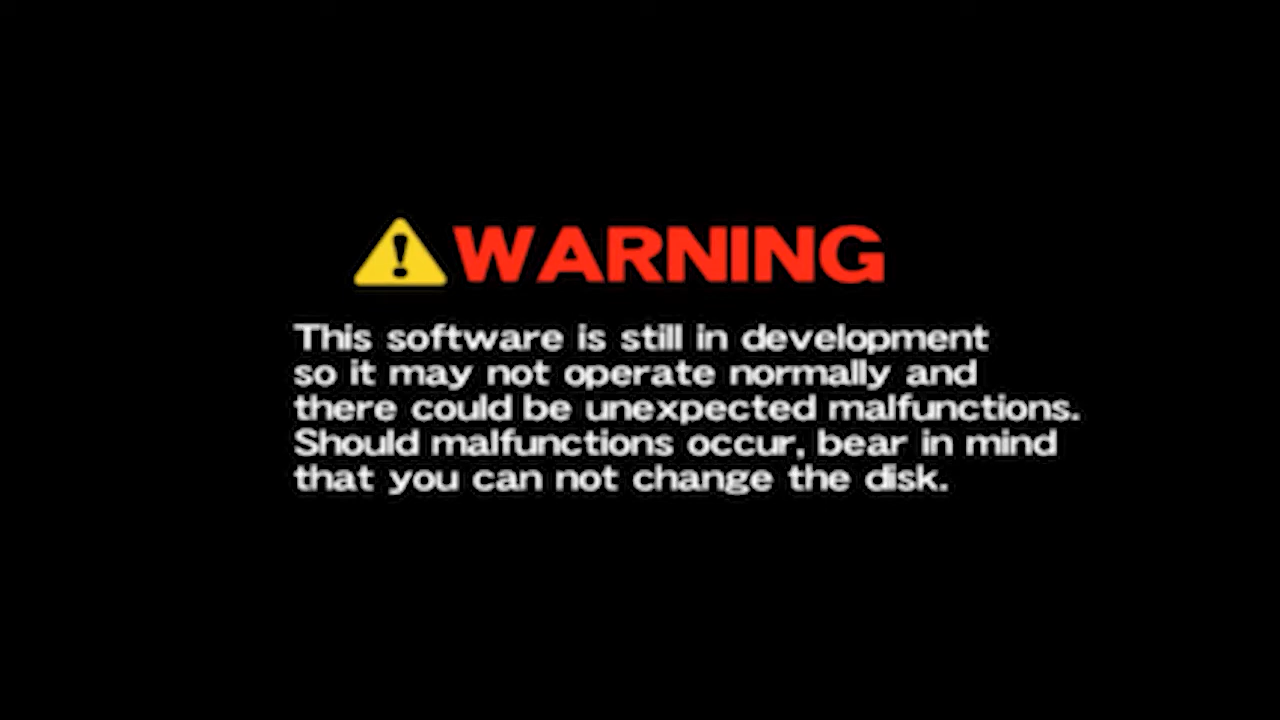 WARNING
This software is still in development
so it may not operate normally and
there could be unexpected malfunctions.
Should malfunctions occur, bear in mind
that you can not change the disk.